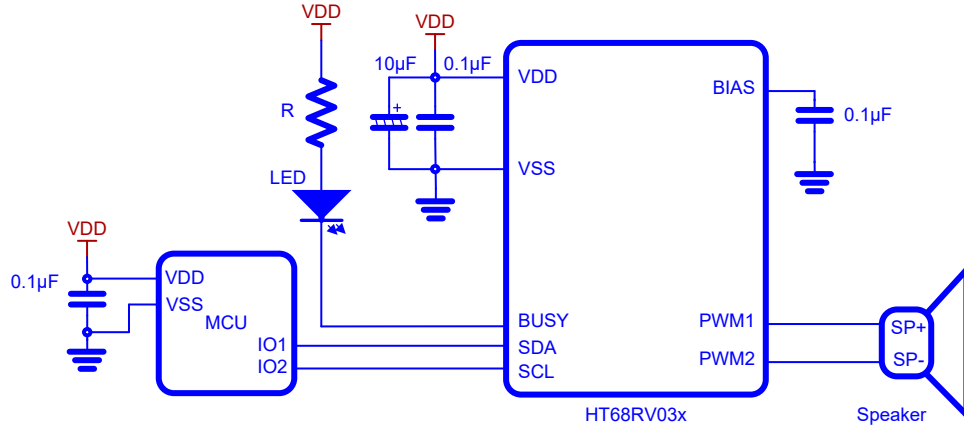 VDD
VDD
10µF
0.1µF
VDD
BIAS
R
0.1µF
VSS
LED
VDD
0.1µF
VDD
VSS
MCU
IO1
IO2
BUSY
SDA
SCL
PWM1
PWM2
SP+
SP-
HT68RV03x
Speaker
+